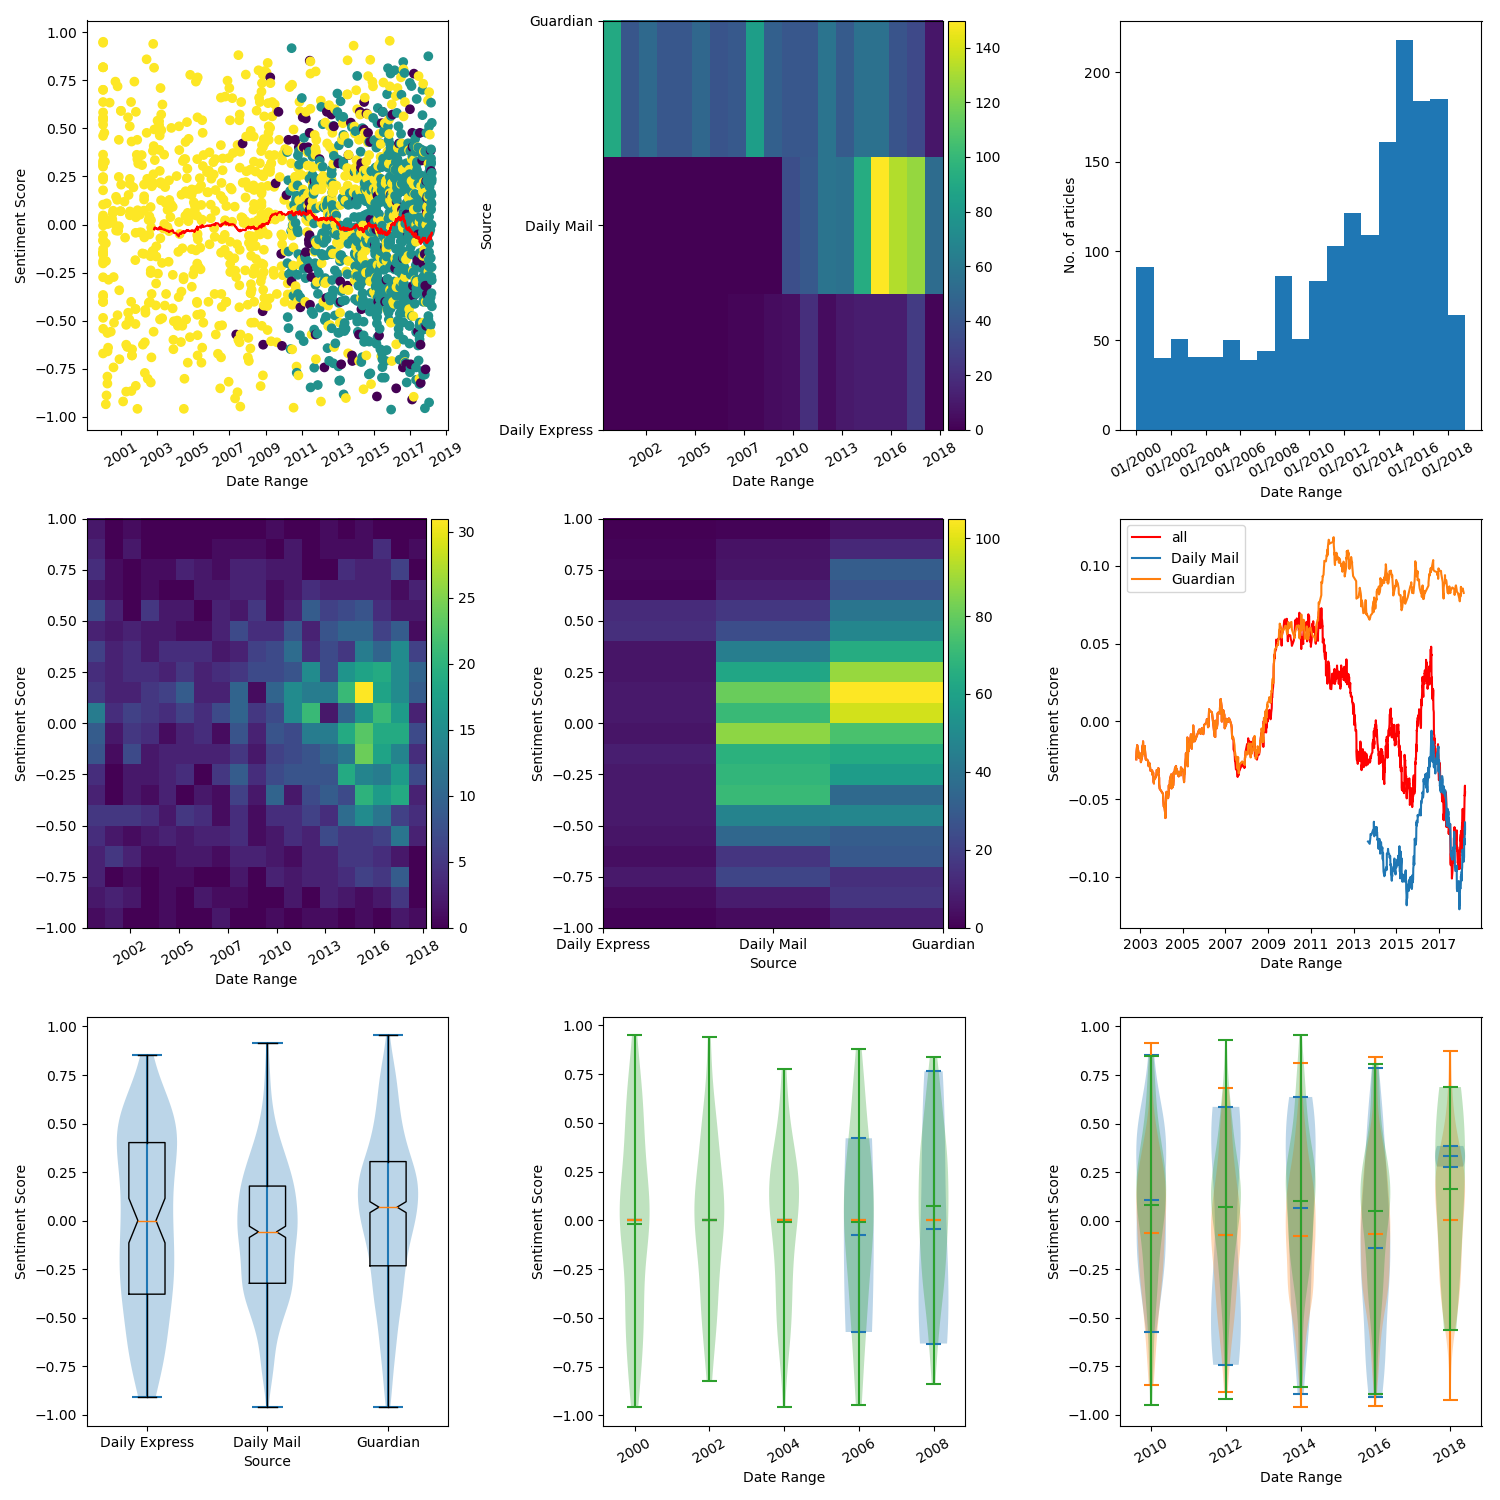 1.00
0.75
0.50
0.25
0.00
−0.25
−0.50
−0.75
−1.00
Sentiment Score
2001 2003 2005 2007 2009 2011 2013 2015 2017 2019
Date Range
Guardian
Daily Mail
Daily Express
Source
2002 2005 2007 2010 2013 2016 2018
Date Range
140
120
100
80
60
40
20
0
200
150
100
50
0
No. of articles
01/2000 01/2002 01/2004 01/2006 01/2008 01/2010 01/2012 01/2014 01/2016 01/2018
Date Range
1.00
0.75
0.50
0.25
0.00
−0.25
−0.50
−0.75
−1.00
Sentiment Score
2002 2005 2007 2010 2013 2016 2018
Date Range
30
25
20
15
10
5
0
1.00
0.75
0.50
0.25
0.00
−0.25
−0.50
−0.75
−1.00
Sentiment Score
Daily Express Daily Mail Guardian
Source
100
80
60
40
20
0
all
Daily Mail
Guardian
0.10
0.05
0.00
−0.05
−0.10
Sentiment Score
2003 2005 2007 2009 2011 2013 2015 2017
Date Range
1.00
0.75
0.50
0.25
0.00
−0.25
−0.50
−0.75
−1.00
Sentiment Score
Daily Express Daily Mail Guardian
Source
1.00
0.75
0.50
0.25
0.00
−0.25
−0.50
−0.75
−1.00
Sentiment Score
2000 2002 2004 2006 2008
Date Range
1.00
0.75
0.50
0.25
0.00
−0.25
−0.50
−0.75
−1.00
Sentiment Score
2010 2012 2014 2016 2018
Date Range